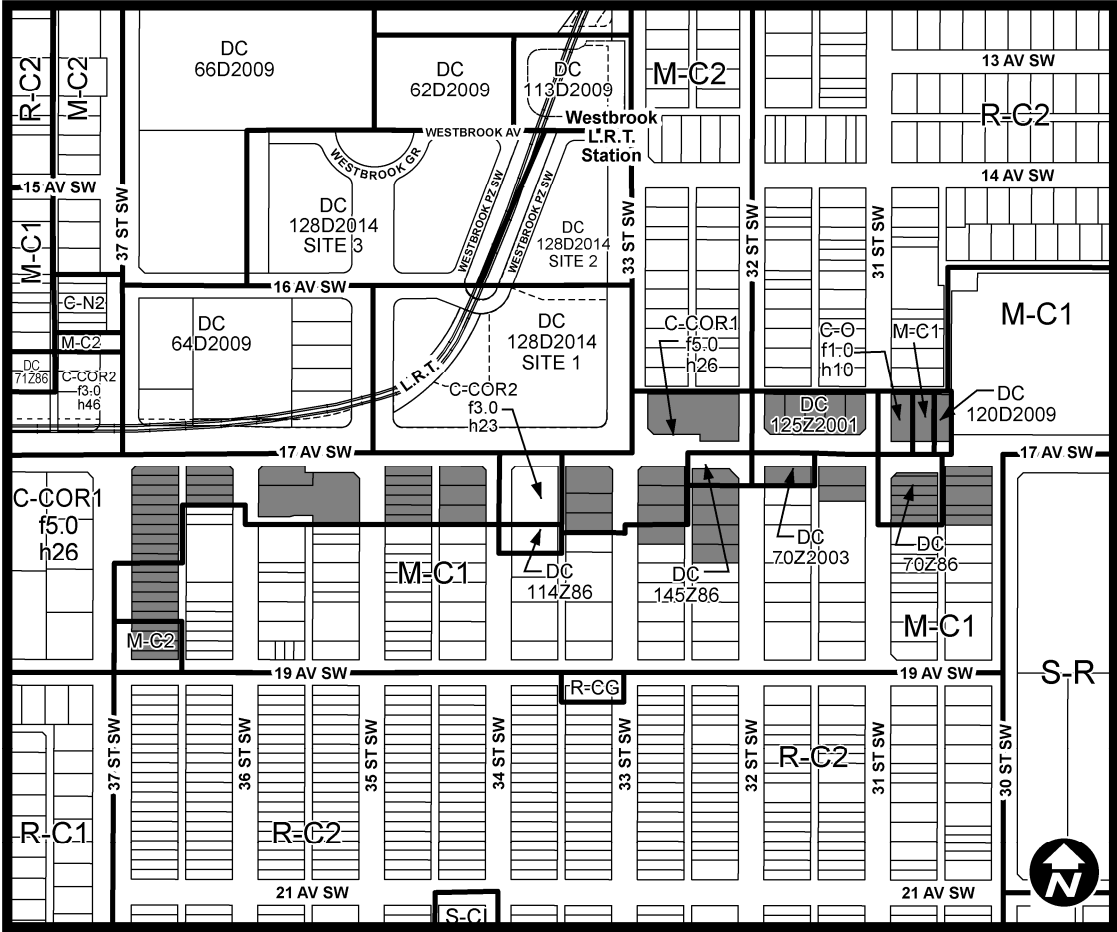 R-C2
M-C2
DC
66D2009
DC
62D2009
DC
113D2009
M-C2
13 AV SW
R-C2
Westbrook
L.R.T.
Station
WESTBROOK AV
WESTBROOK GR
14 AV SW
15 AV SW
37 ST SW
M-C1
DC
128D2014
SITE 3
WESTBROOK PZ SW
WESTBROOK PZ SW
DC
128D2014
SITE 2
33 ST SW
32 ST SW
31 ST SW
16 AV SW
C-N2
M-C2
DC
71Z86
C-COR2
f3.0
h46
DC
64D2009
L.R.T.
DC
128D2014
SITE 1
C-COR2
f3.0
h23
C-COR1
f5.0
h26
C-O
f1.0
h10
M-C1
M-C1
DC
120D2009
DC
125Z2001
17 AV SW
17 AV SW
C-COR1
f5.0
h26
M-C1
DC
114Z86
DC
145Z86
DC
70Z2003
DC
70Z86
M-C2
M-C1
19 AV SW
19 AV SW
S-R
R-CG
37 ST SW
36 ST SW
35 ST SW
34 ST SW
33 ST SW
32 ST SW
31 ST SW
30 ST SW
R-C2
R-C1
R-C2
21 AV SW
21 AV SW
S-CI
N